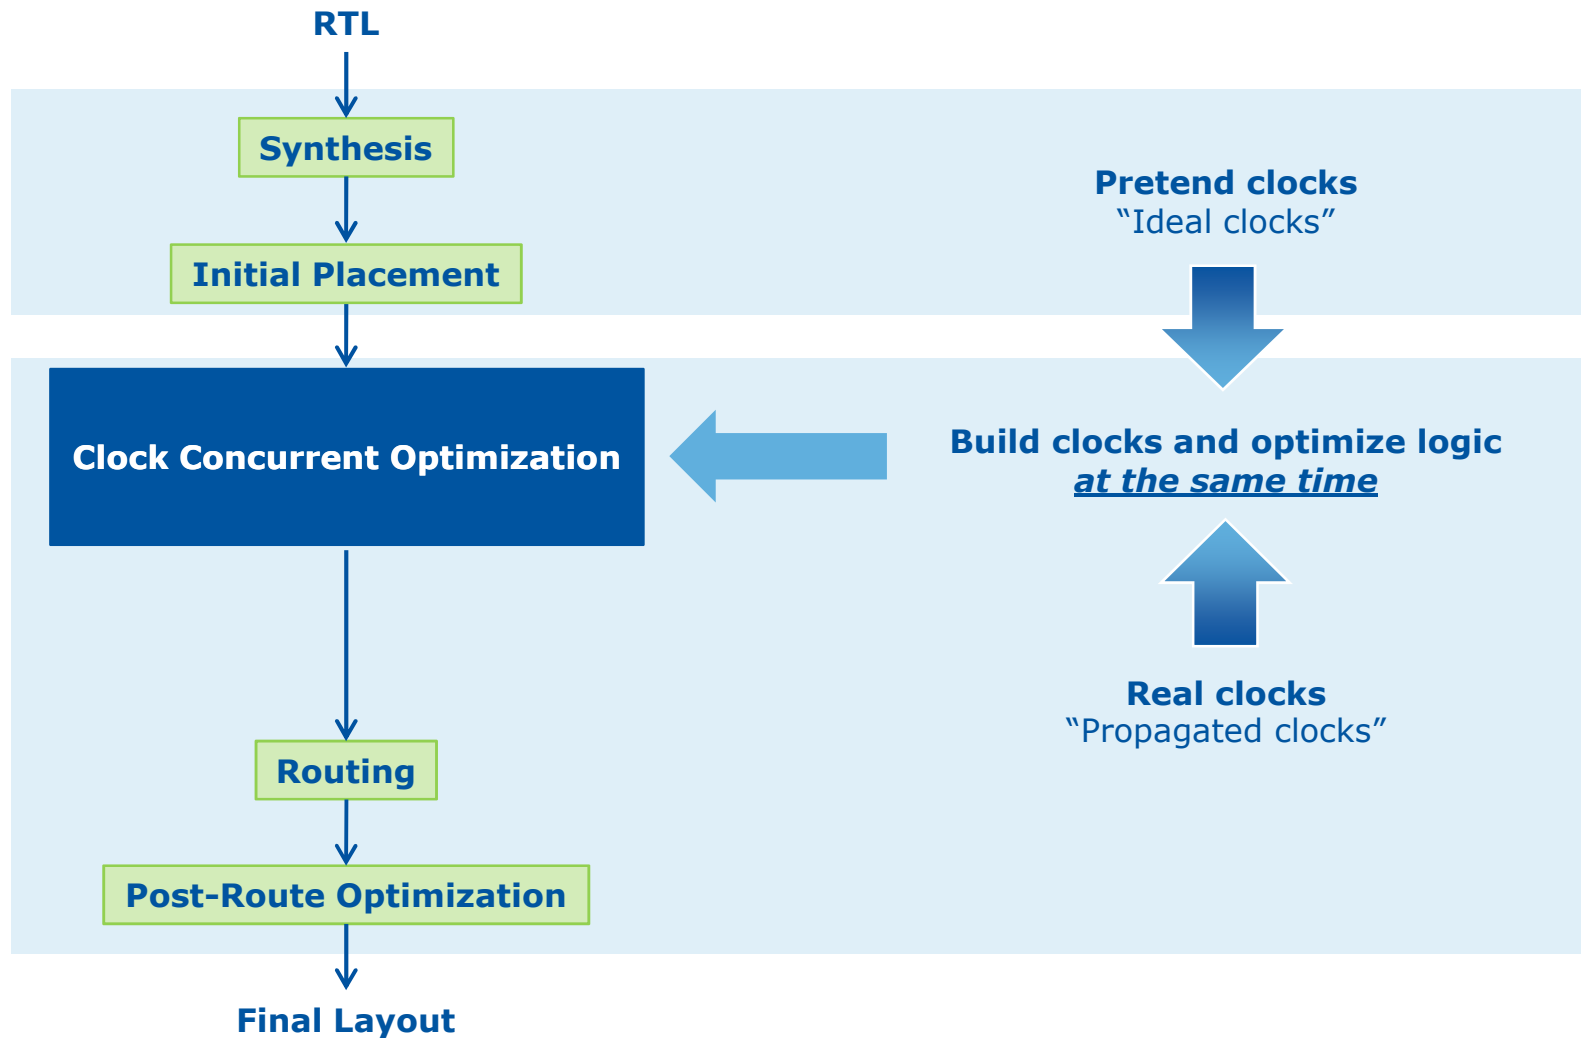 RTL
Synthesis
Initial Placement
Pretend clocks
“Ideal clocks”
Clock Concurrent Optimization
Build clocks and optimize logic
at the same time
Real clocks
“Propagated clocks”
Routing
Post-Route Optimization
Final Layout